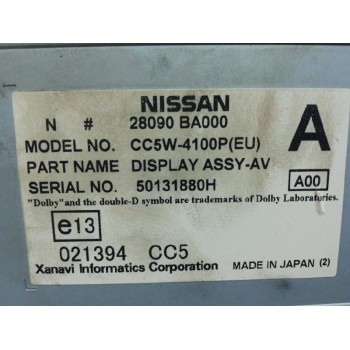 NISSAN
N # 28090 BA000
MODEL NO. CC5W-4100P(EU)
PART NAME DISPLAY ASSY-AV
SERIAL NO. 50131880H
A
A00
"Dolby" and the double-D symbol are trademarks of Dolby Laboratories.
e13
021394 CC5
Xanavi Informatics Corporation MADE IN JAPAN (2)